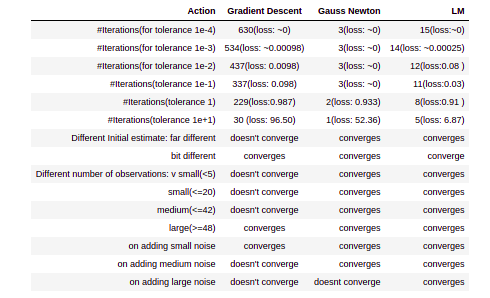 Action Gradient Descent Gauss Newton LM
#Iterations(for tolerance 1e-4) 630(loss: ~0) 3(loss: ~0) 15(loss:~0)
#Iterations(for tolerance 1e-3) 534(loss: ~0.00098) 3(loss: ~0) 14(loss: ~0.00025)
#Iterations(for tolerance 1e-2) 437(loss: 0.0098) 3(loss: ~0) 12(loss:0.08 )
#Iterations(tolerance 1e-1) 337(loss: 0.098) 3(loss: ~0) 11(loss:0.03)
#Iterations(tolerance 1) 229(loss:0.987) 2(loss: 0.933) 8(loss:0.91 )
#Iterations(tolerance 1e+1) 30 (loss: 96.50) 1(loss: 52.36) 5(loss: 6.87)
Different Initial estimate: far different doesn't converge converges converges
bit different converges converges converge
Different number of observations: v small(<5) doesn't converge converges converges
small(<=20) doesn't converge converges converges
medium(<=42) doesn't converge converges converges
large(>=48) converges converges converges
on adding small noise converges converges converges
on adding medium noise doesn't converge converges converges
on adding large noise doesn't converge doesnt converge converges